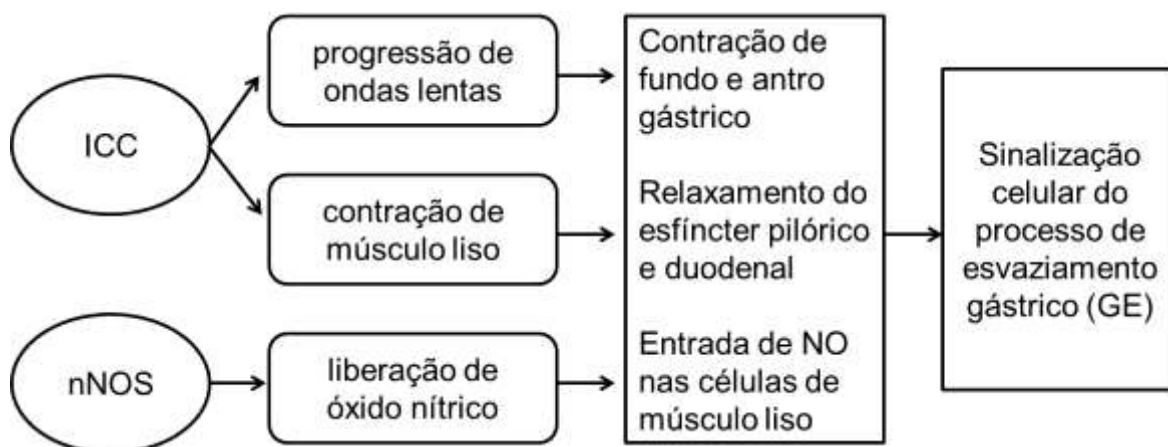 ICC
progressão de
ondas lentas
contração de
músculo liso
nNOS
liberação de
óxido nítrico
Contração de
fundo e antro
gástrico
Relaxamento do
esfíncter pilórico
e duodenal
Entrada de NO
nas células de
músculo liso
Sinalização
celular do
processo de
esvaziamento
gástrico (GE)